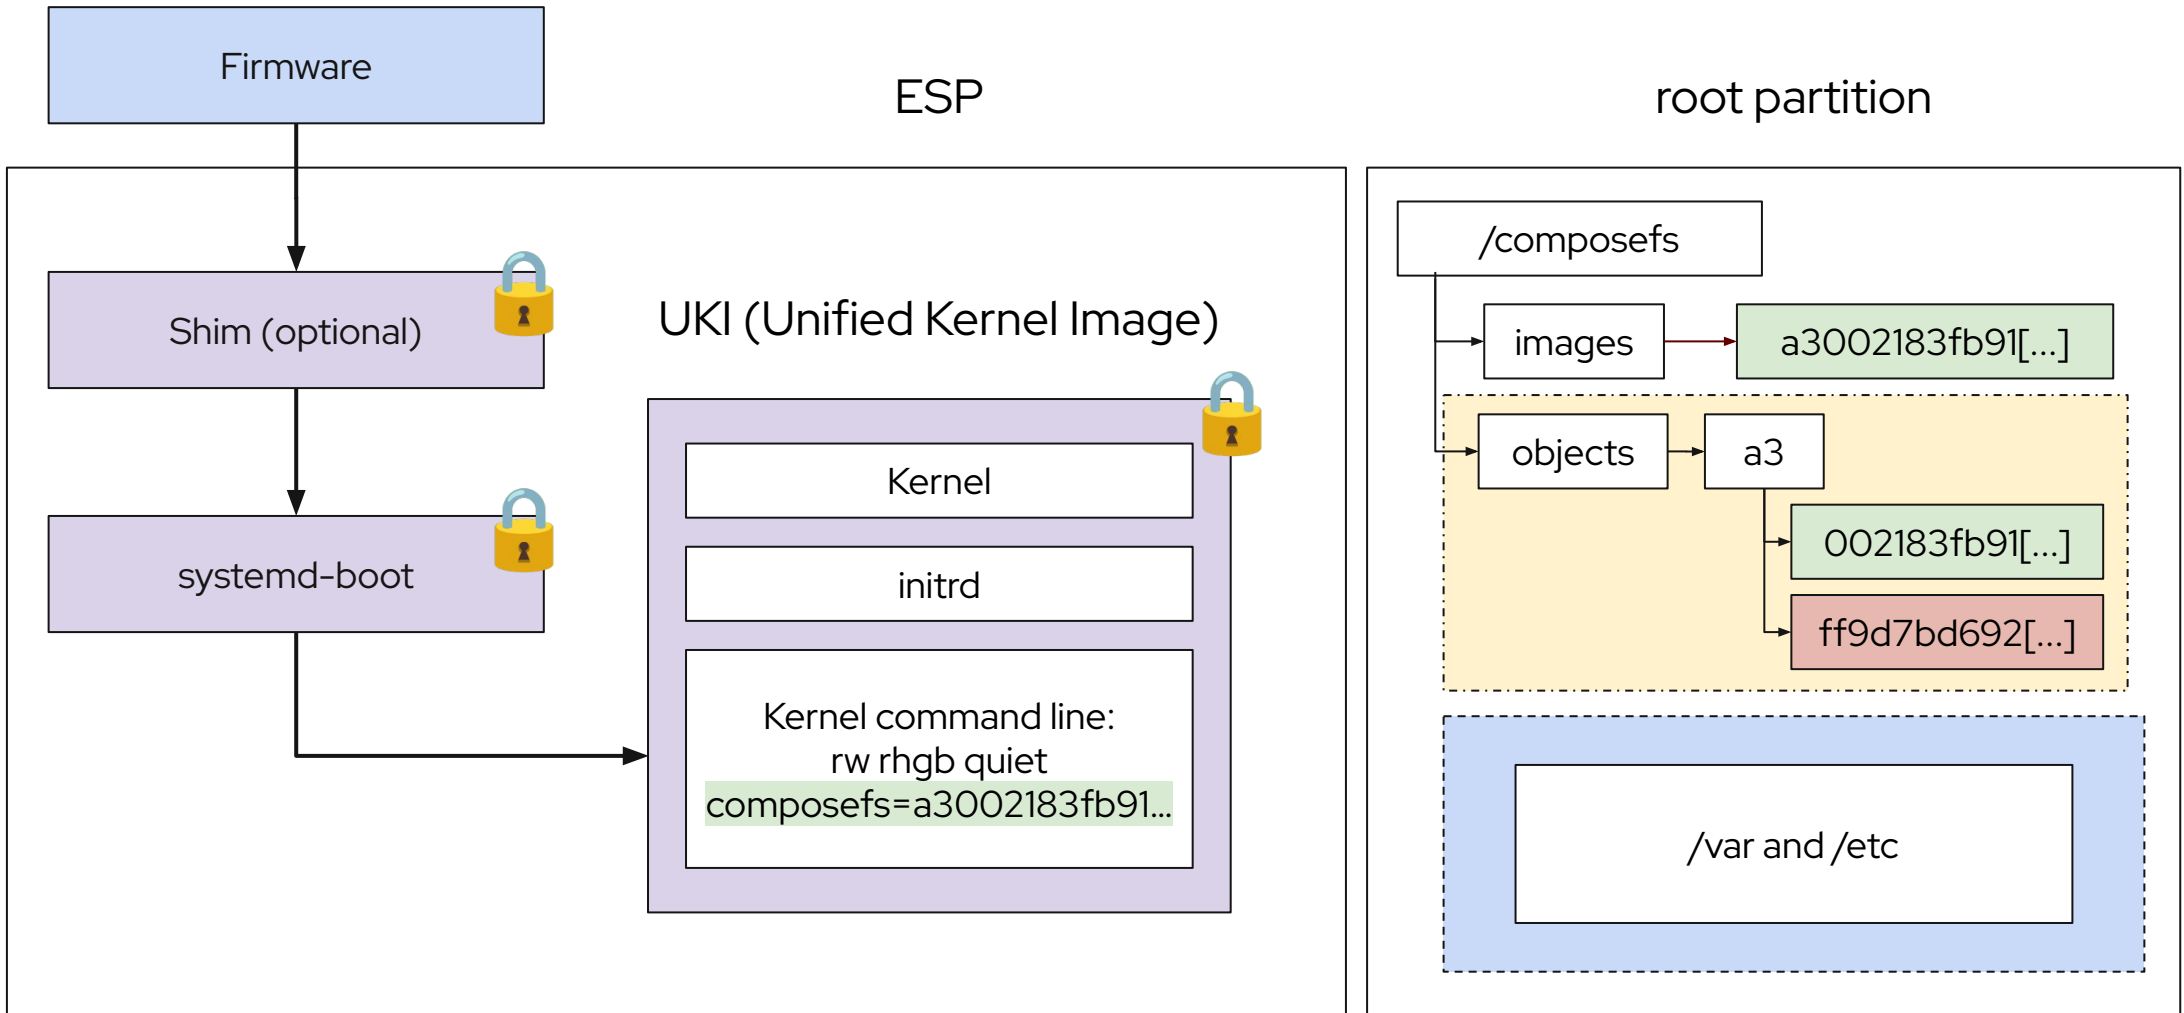 Firmware
ESP
Shim (optional)
systemd-boot
UKI (Unified Kernel Image)
Kernel
initrd
Kernel command line:
rw rhgb quiet
composefs=a3002183fb91...
root partition
/composefs
images
a3002183fb91[...]
objects
a3
002183fb91[...]
ff9d7bd692[...]
/var and /etc